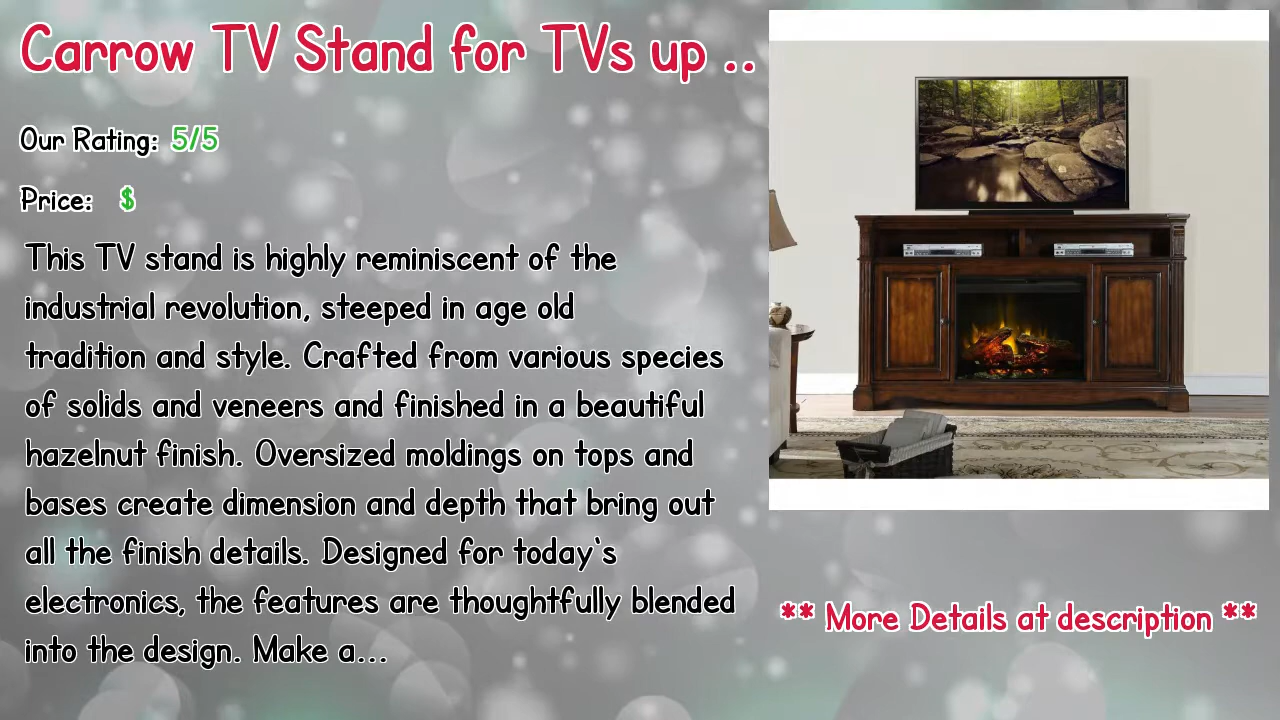 Carrow TV Stand for TVs up ..
Our Rating: 5/5
Price: $
This TV stand is highly reminiscent of the
industrial revolution, steeped in age old
tradition and style. Crafted from various species
of solids and veneers and finished in a beautiful
hazelnut finish. Oversized moldings on tops and
bases create dimension and depth that bring out
all the finish details. Designed for today's
electronics, the features are thoughtfully blended
into the design. Make a...
** More Details at description **